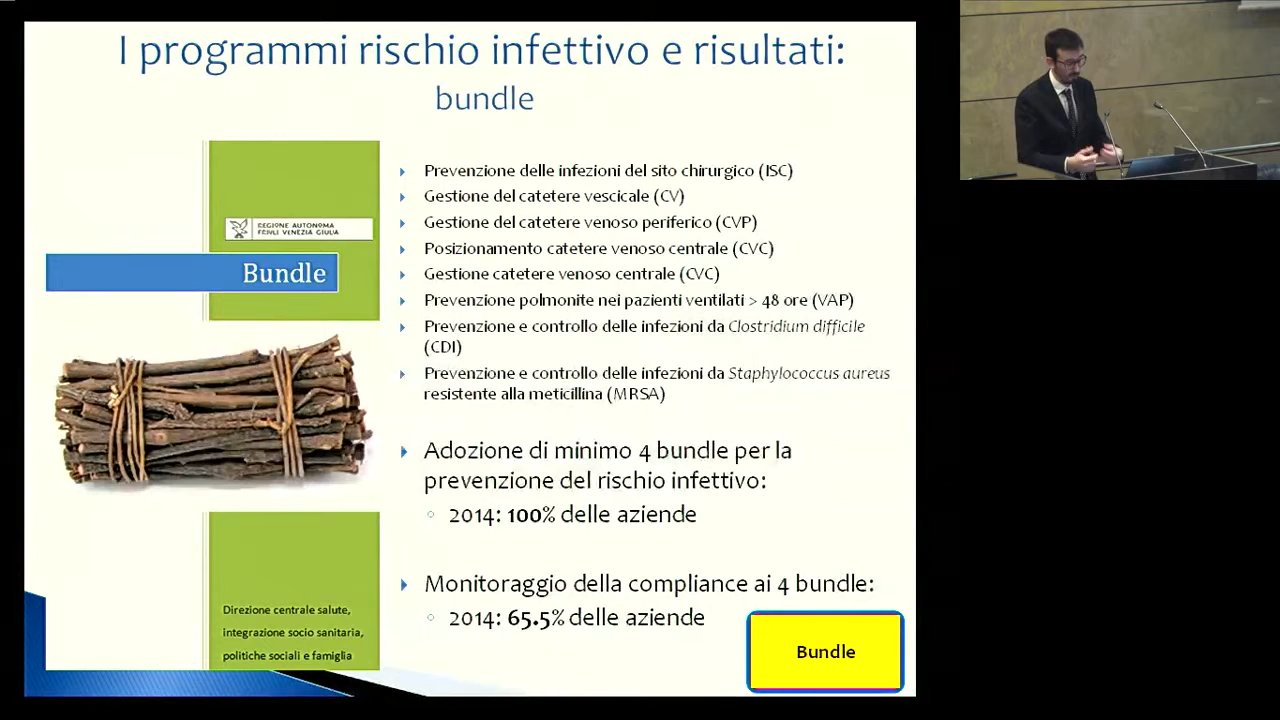 I programmi rischio infettivo e risultati:
bundle
REGIONE AUTONOMA
FRIULI VENEZIA GIULIA
Bundle
Direzione centrale salute,
integrazione socio sanitaria,
politiche sociali e famiglia
Prevenzione delle infezioni del sito chirurgico (ISC)
Gestione del catetere vescicale (CV)
Gestione del catetere venoso periferico (CVP)
Posizionamento catetere venoso centrale (CVC)
Gestione catetere venoso centrale (CVC)
Prevenzione polmonite nei pazienti ventilati > 48 ore (VAP)
Prevenzione e controllo delle infezioni da Clostridium difficile
(CDI)
Prevenzione e controllo delle infezioni da Staphylococcus aureus
resistente alla meticillina (MRSA)
Adozione di minimo 4 bundle per la
prevenzione del rischio infettivo:
2014: 100% delle aziende
Monitoraggio della compliance ai 4 bundle:
2014: 65.5% delle aziende
Bundle